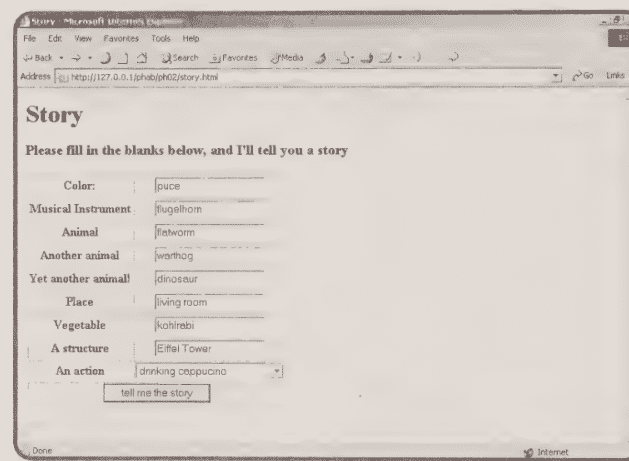 Story - Microsoft Internet Explorer
File Edit View Favorites Tools Help
Back Search Favorites Media
Address http://127.0.0.1/phab/ph02/story.html Go Links
Story
Please fill in the blanks below, and I'll tell you a story
Color: puce
Musical Instrument flugelhorn
Animal flatworm
Another animal warthog
Yet another animal! dinosaur
Place living room
Vegetable kohlrabi
A structure Eiffel Tower
An action drinking cappucino
tell me the story
Done Internet